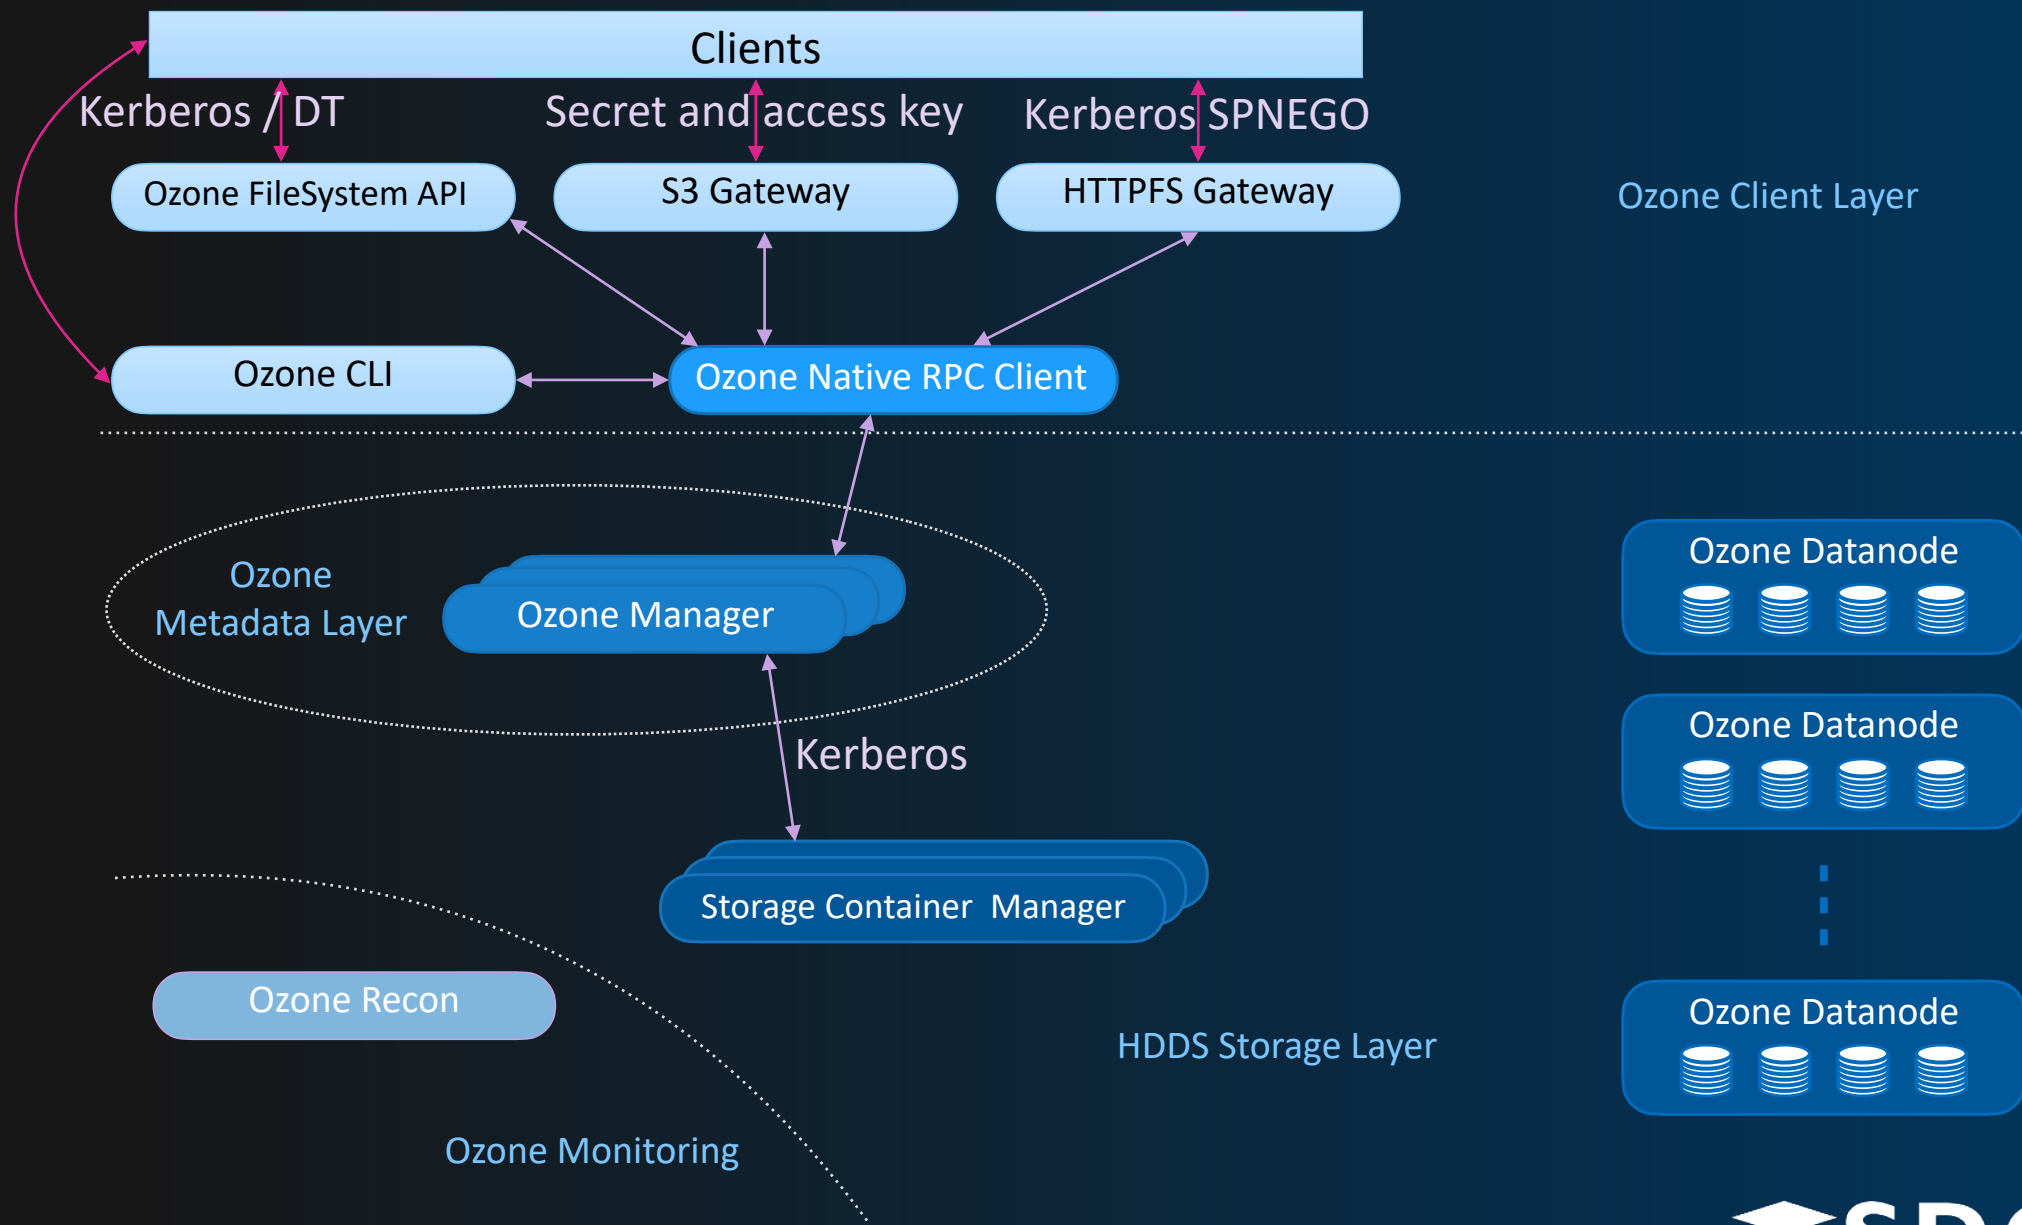 Clients
Kerberos / DT
Secret and access key
Kerberos SPNEGO
Ozone FileSystem API
S3 Gateway
HTTPFS Gateway
Ozone Client Layer
Ozone CLI
Ozone Native RPC Client
Ozone
Metadata Layer
Ozone Manager
Ozone Datanode
Ozone Datanode
Kerberos
Storage Container  Manager
Ozone Recon
Ozone Datanode
HDDS Storage Layer
Ozone Monitoring